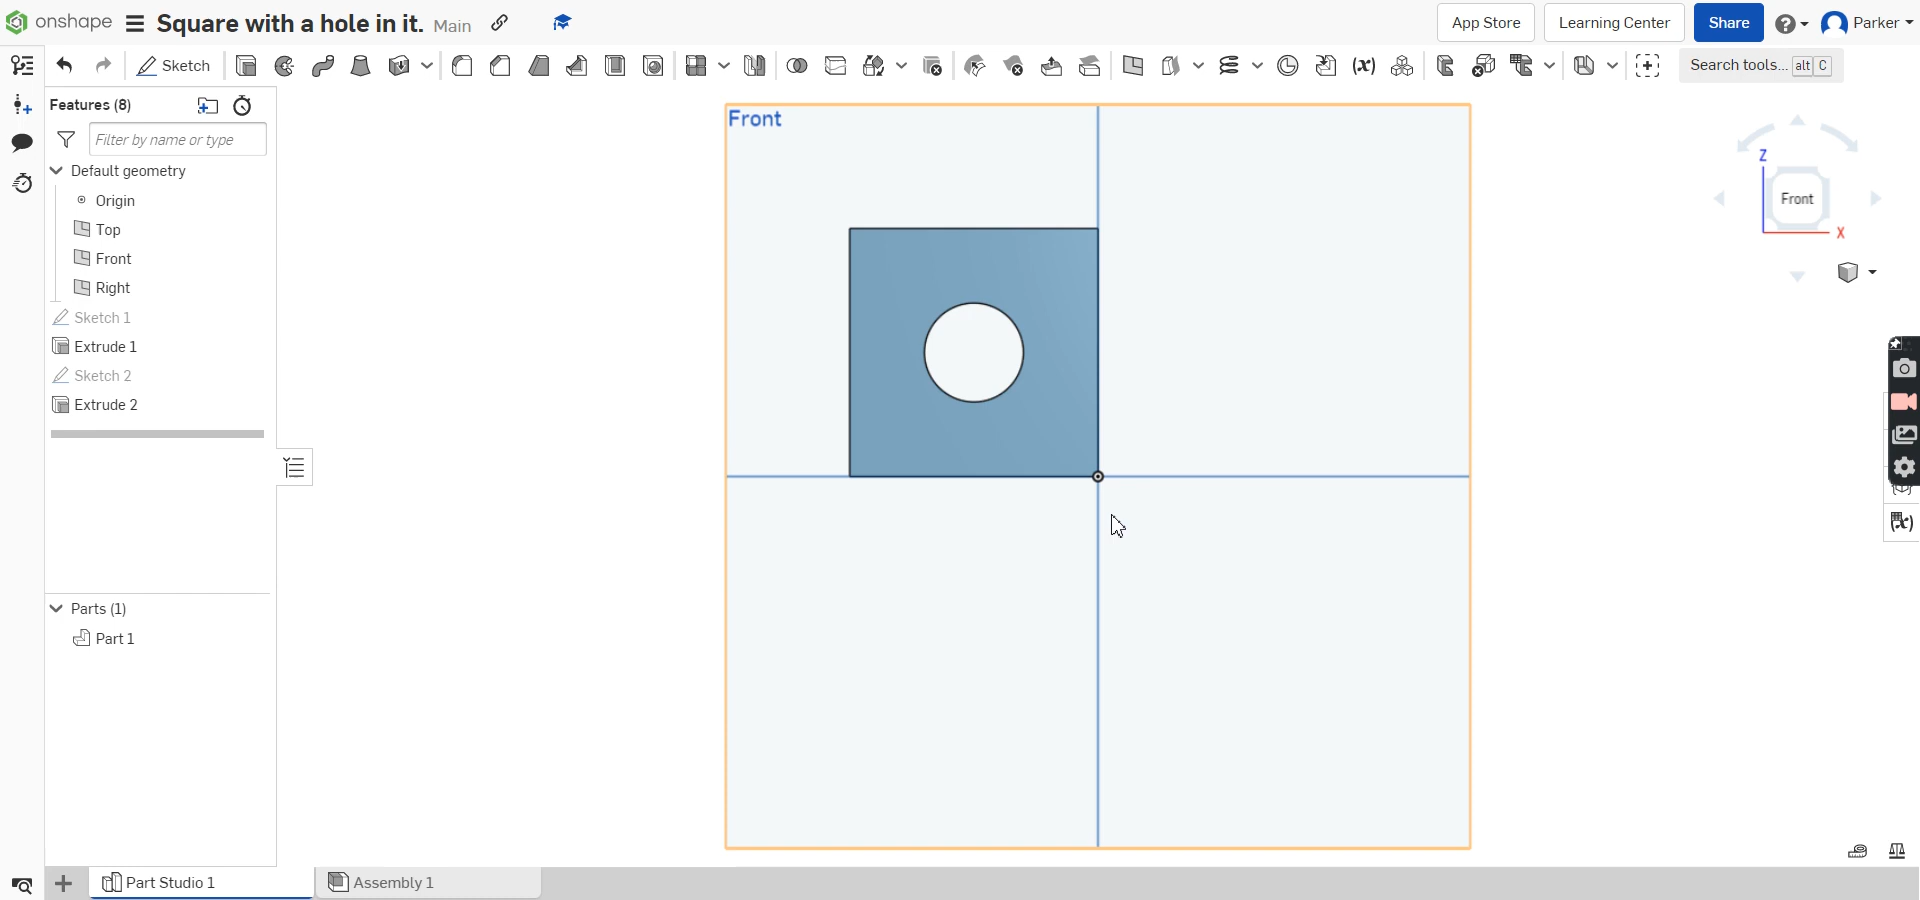 onshape
Square with a hole in it. Main
App Store
Learning Center
Share
?
Parker
Sketch
(x)
Search tools... alt C
Features (8)
Filter by name or type
Default geometry
Origin
Top
Front
Right
Sketch 1
Extrude 1
Sketch 2
Extrude 2
Parts (1)
Part 1
Front
Z
Front
X
(x)
Part Studio 1
Assembly 1